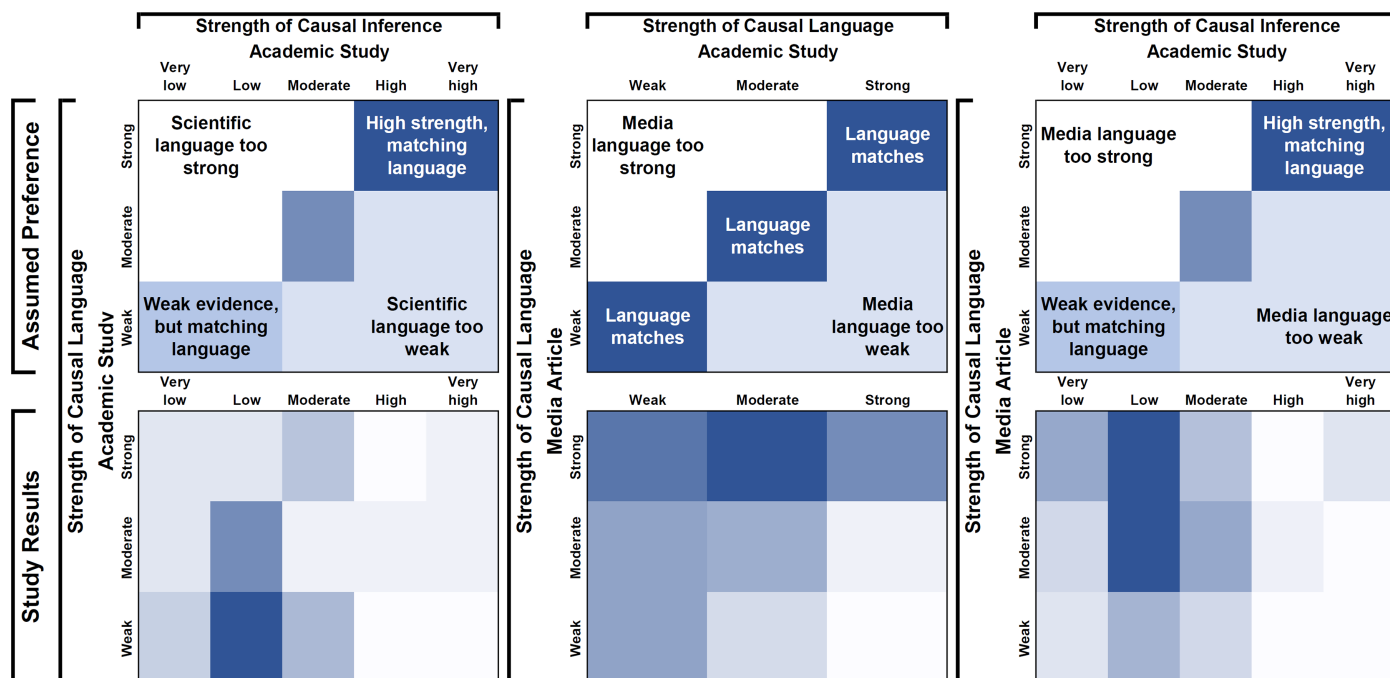 Strength of Causal Inference
Academic Study
Very low
Low
Moderate
High
Very high
Strength of Causal Language
Academic Study
Weak
Moderate
Strong
Strength of Causal Inference
Academic Study
Very low
Low
Moderate
High
Very high
Assumed Preference
Study Results
Strength of Causal Language
Academic Study
Strong
Moderate
Weak
Scientific
language too
strong
High strength,
matching
language
Weak evidence,
but matching
language
Scientific
language too
weak
Strength of Causal Language
Media Article
Strong
Moderate
Weak
Media
language too
strong
Language
matches
Language
matches
Language
matches
Media
language too
weak
Strength of Causal Language
Media Article
Strong
Moderate
Weak
Media language
too strong
High strength,
matching
language
Weak evidence,
but matching
language
Media language
too weak
Very low
Low
Moderate
High
Very high
Strong
Moderate
Weak
Weak
Moderate
Strong
Strong
Moderate
Weak
Very low
Low
Moderate
High
Very high
Strong
Moderate
Weak